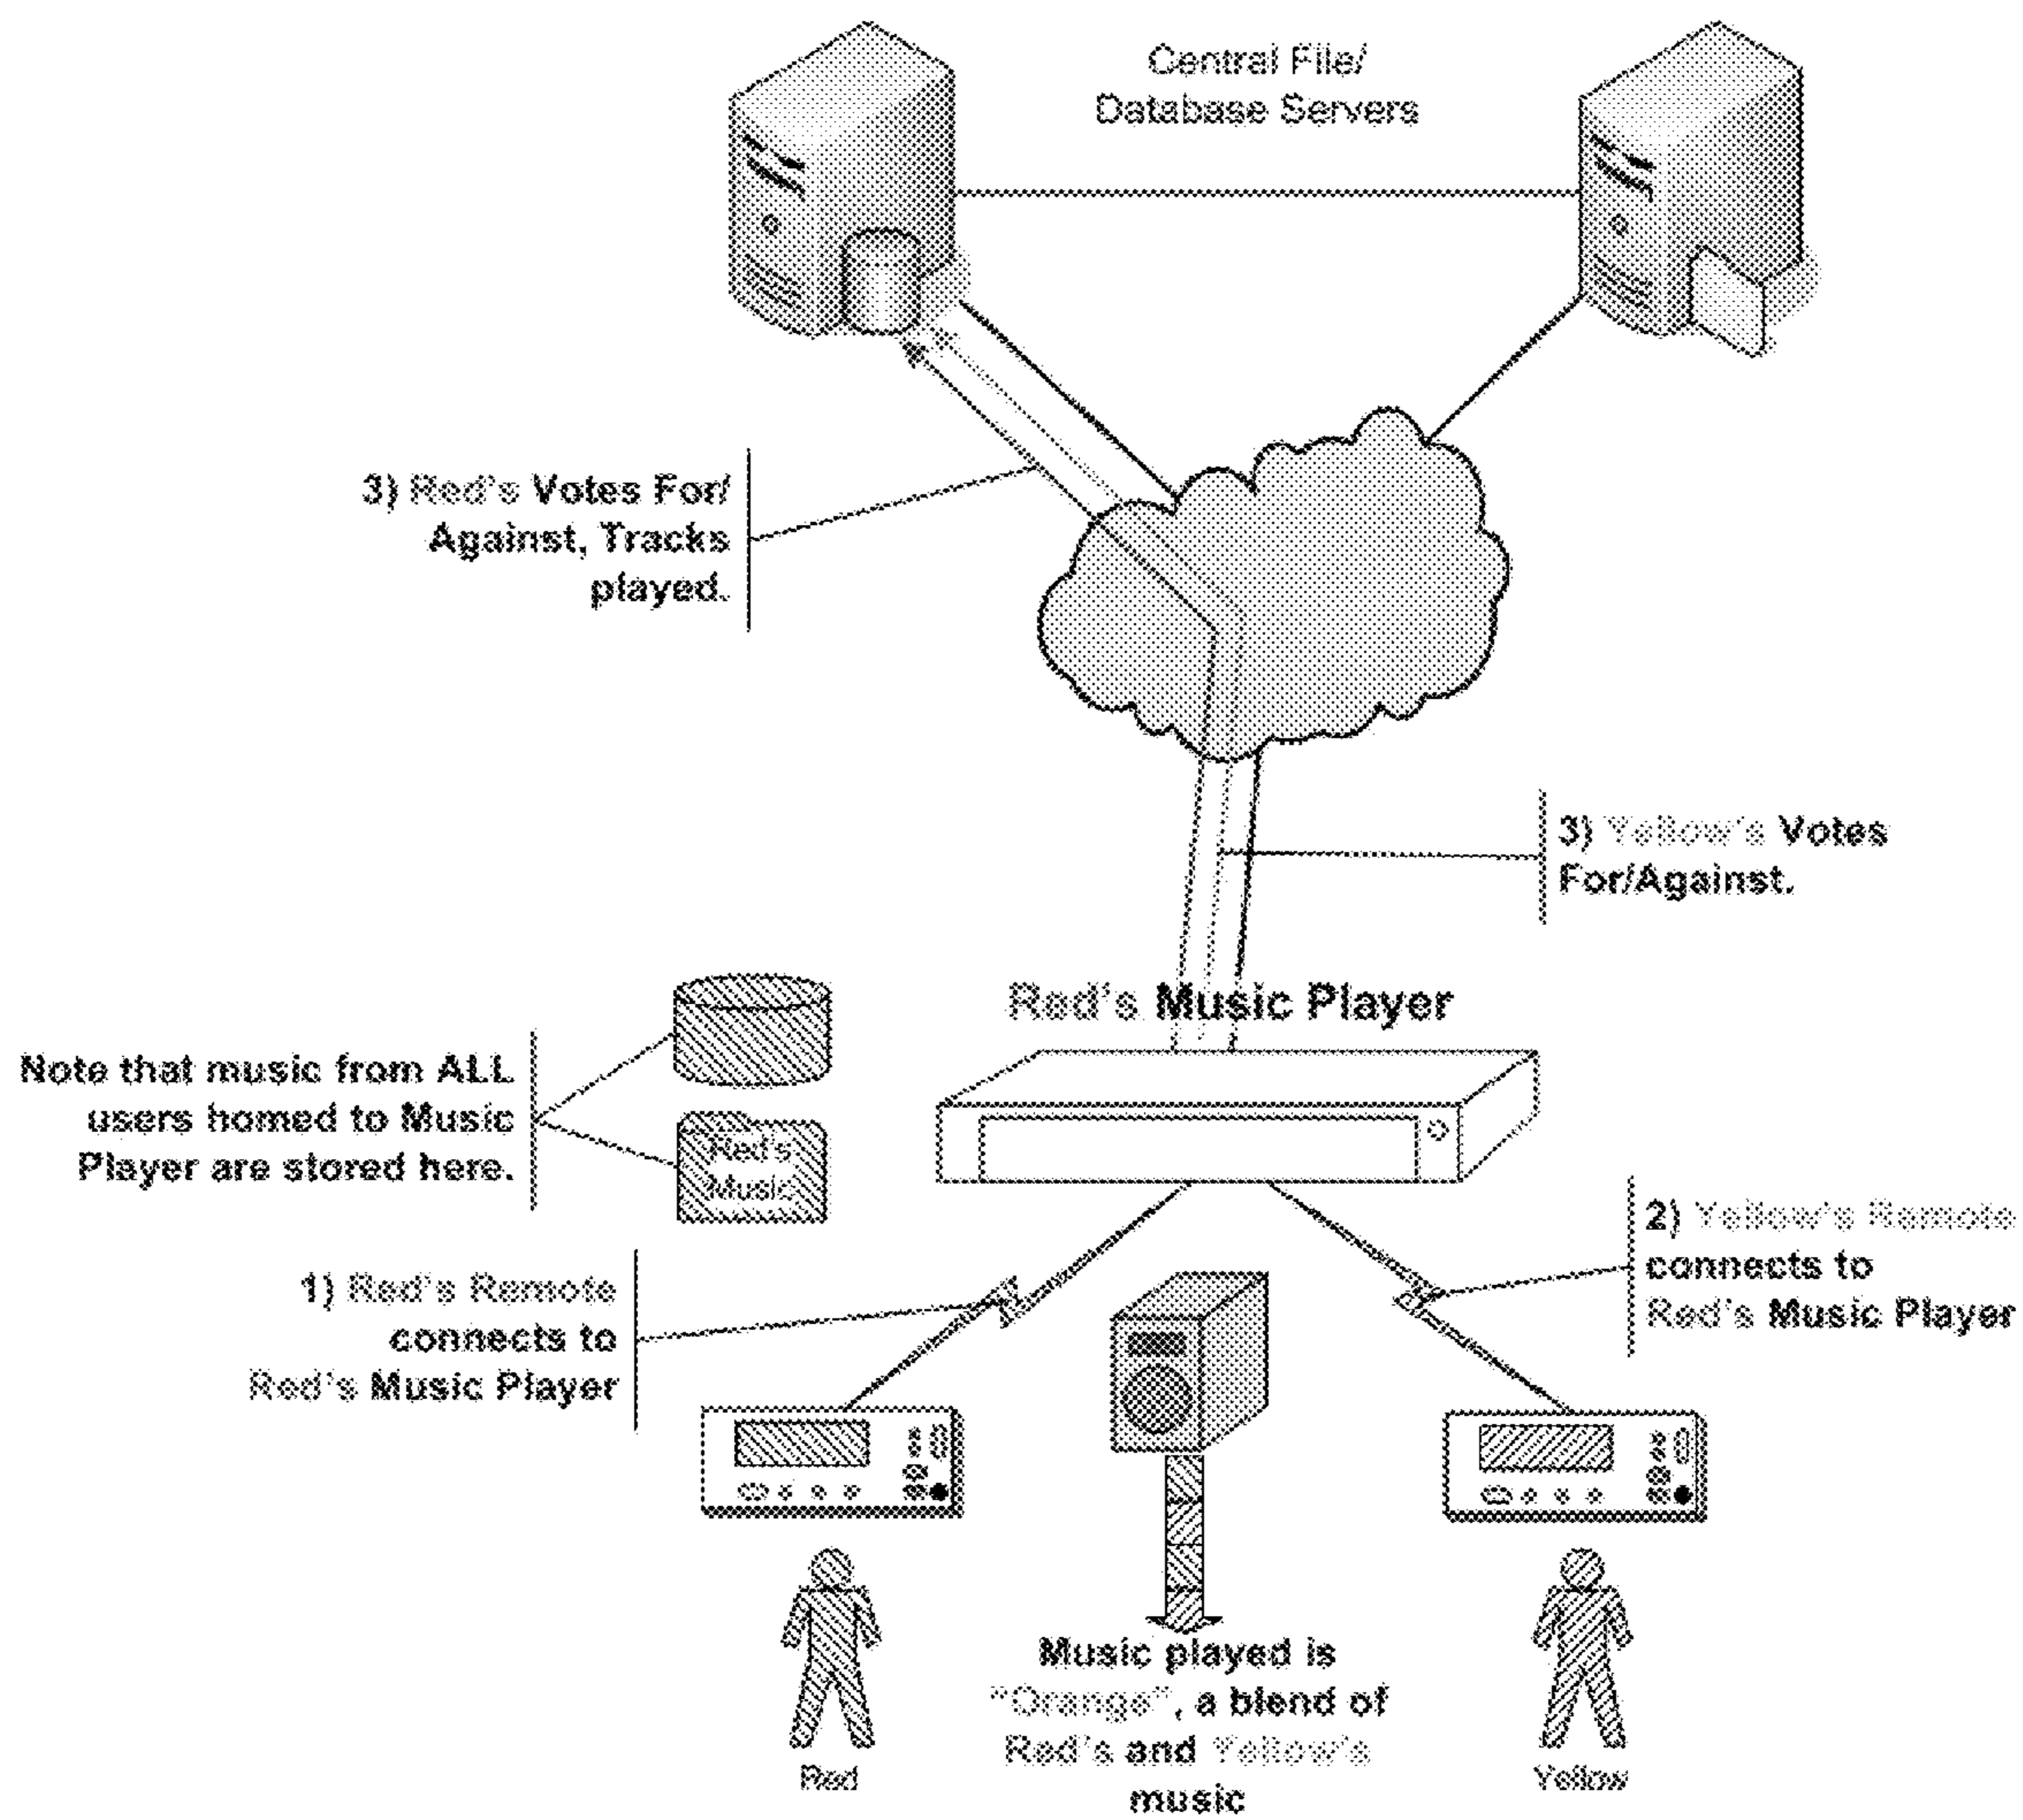 Central File/
Database Servers
3) Red's Votes For/
Against, Tracks
played.
3) Yellow's Votes
For/Against.
Red's Music Player
Note that music from ALL
users homed to Music
Player are stored here.
Red's
Music
2) Yellow's Remote
connects to
Red's Music Player
1) Red's Remote
connects to
Red's Music Player
Music played is
"Orange", a blend of
Red's and Yellow's
music
Red
Yellow